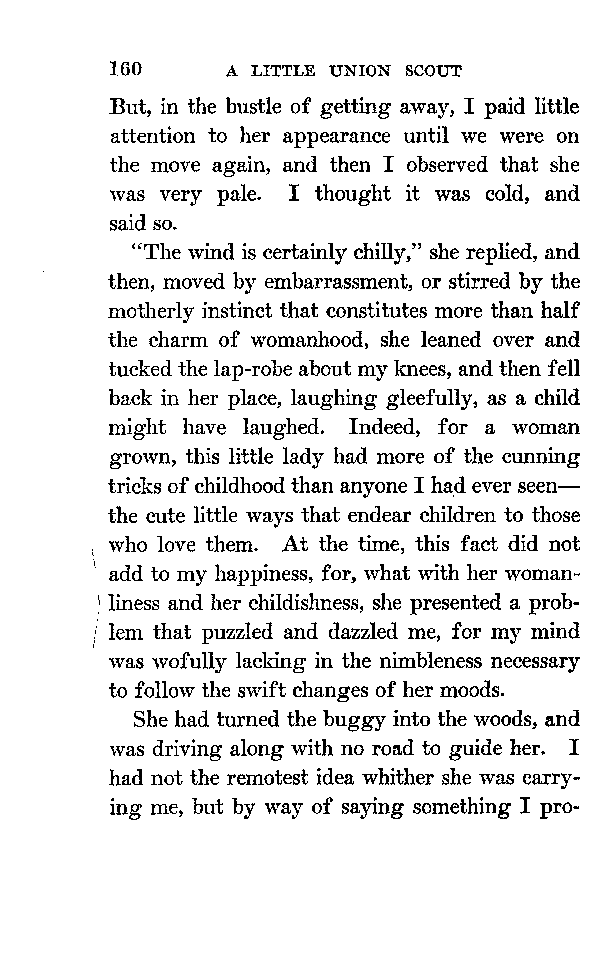 160 A LITTLE UNION SCOUT
But, in the bustle of getting away, I paid little
attention to her appearance until we were on
the move again, and then I observed that she
was very pale. I thought it was cold, and
said so.
“The wind is certainly chilly,” she replied, and
then, moved by embarrassment, or stirred by the
motherly instinct that constitutes more than half
the charm of womanhood, she leaned over and
tucked the lap-robe about my knees, and then fell
back in her place, laughing gleefully, as a child
might have laughed. Indeed, for a woman
grown, this little lady had more of the cunning
tricks of childhood than anyone I had ever seen—
the cute little ways that endear children to those
who love them. At the time, this fact did not
add to my happiness, for, what with her woman-
liness and her childishness, she presented a prob-
lem that puzzled and dazzled me, for my mind
was wofully lacking in the nimbleness necessary
to follow the swift changes of her moods.
She had turned the buggy into the woods, and
was driving along with no road to guide her. I
had not the remotest idea whither she was carry-
ing me, but by way of saying something I pro-